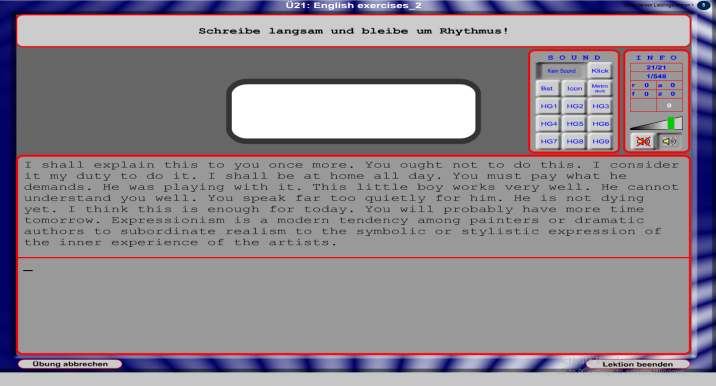 Ü21: English exercises_2
5
Schreibe langsam und bleibe um Rhythmus!
S O U N D
Kein Sound Klick
Bst. Icon Metro aus
HG1 HG2 HG3
HG4 HG5 HG6
HG7 HG8 HG9
I N F O
21/21
1/548
r 0 a 0
f 0 z 0
0
I shall explain this to you once more. You ought not to do this. I consider
it my duty to do it. I shall be at home all day. You must pay what he
demands. He was playing with it. This little boy works very well. He cannot
understand you well. You speak far too quietly for him. He is not dying
yet. I think this is enough for today. You will probably have more time
tomorrow. Expressionism is a modern tendency among painters or dramatic
authors to subordinate realism to the symbolic or stylistic expression of
the inner experience of the artists.
Übung abbrechen
Lektion beenden